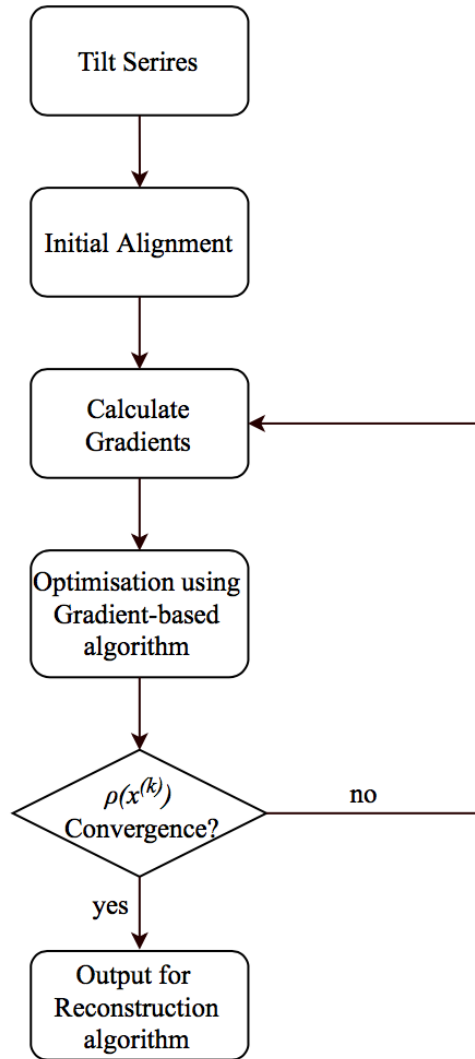 Tilt Serires
Initial Alignment
Calculate
Gradients
Optimisation using
Gradient-based
algorithm
ρ(x⁽ᵏ⁾)
Convergence?
no
yes
Output for
Reconstruction
algorithm